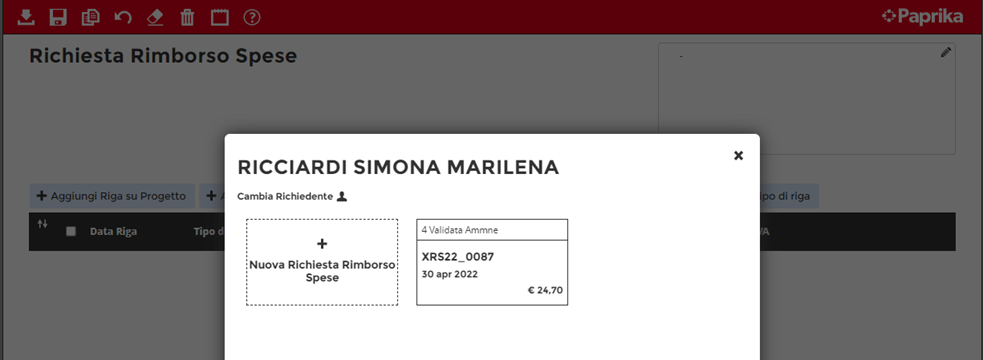 Paprika
Richiesta Rimborso Spese
-
RICCIARDI SIMONA MARILENA
Cambia Richiedente
+ Aggiungi Riga su Progetto
+ A
ipo di riga
Data Riga
Tipo d
VA
+
Nuova Richiesta Rimborso
Spese
4 Validata Ammne
XRS22_0087
30 apr 2022
€ 24,70